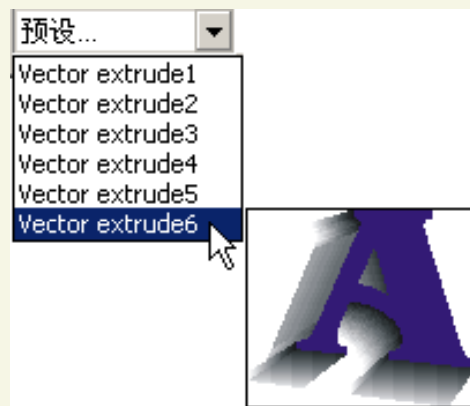 预设...
Vector extrude1
Vector extrude2
Vector extrude3
Vector extrude4
Vector extrude5
Vector extrude6
A